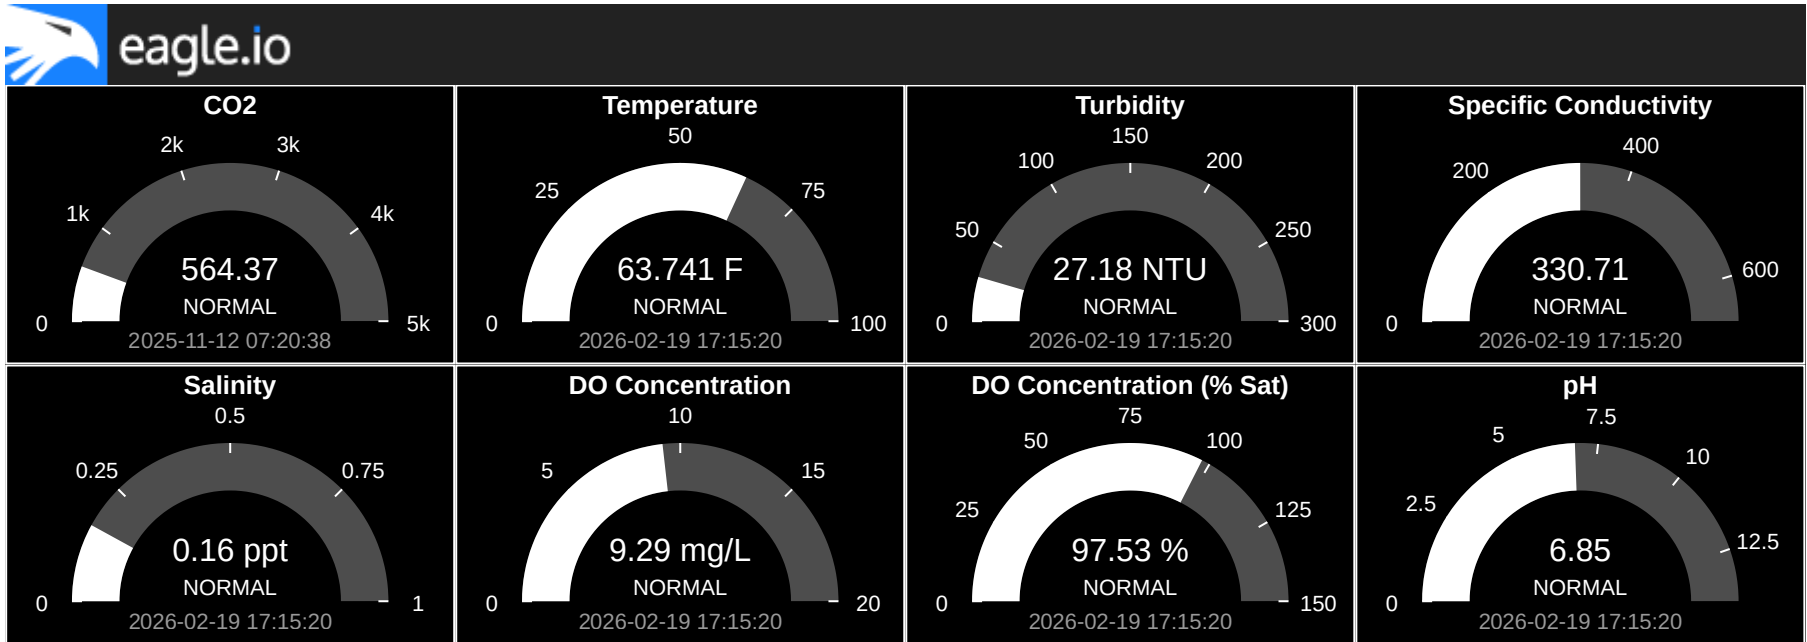 eagle.io
CO2
0
1k
2k
3k
4k
5k
564.37
NORMAL
2025-11-12 07:20:38
Temperature
0
25
50
75
100
63.741 F
NORMAL
2026-02-19 17:15:20
Turbidity
0
50
100
150
200
250
300
27.18 NTU
NORMAL
2026-02-19 17:15:20
Specific Conductivity
0
200
400
600
330.71
NORMAL
2026-02-19 17:15:20
Salinity
0
0.25
0.5
0.75
1
0.16 ppt
NORMAL
2026-02-19 17:15:20
DO Concentration
0
5
10
15
20
9.29 mg/L
NORMAL
2026-02-19 17:15:20
DO Concentration (% Sat)
0
25
50
75
100
125
150
97.53 %
NORMAL
2026-02-19 17:15:20
pH
0
2.5
5
7.5
10
12.5
6.85
NORMAL
2026-02-19 17:15:20